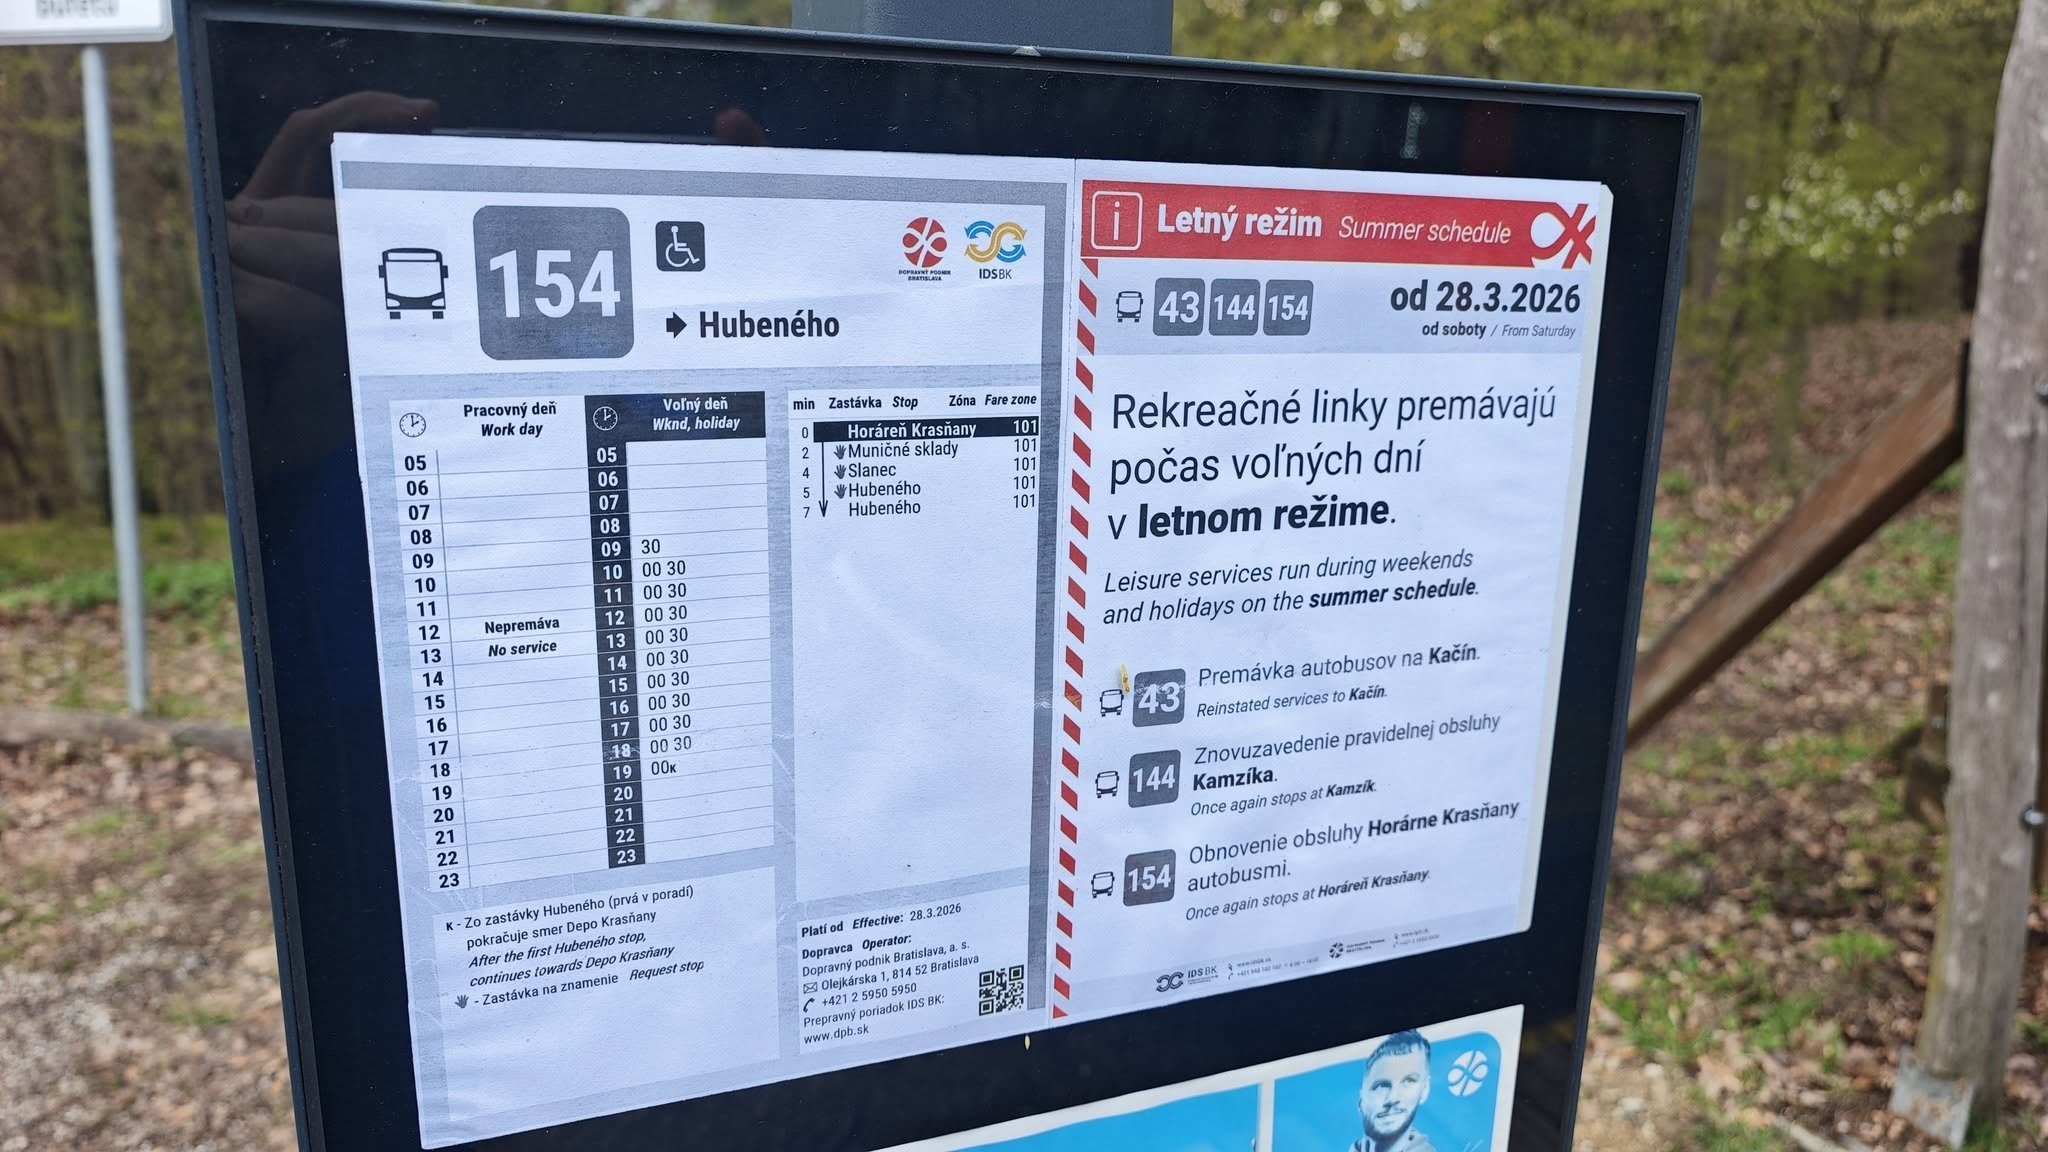 154
→ Hubeného
DOPRAVNÝ PODNIK
BRATISLAVA
IDSBK
Pracovný deň
Work day
05
06
07
08
09
10
11
12
13
14
15
16
17
18
19
20
21
22
23
Nepremáva
No service
Voľný deň
Wknd, holiday
05
06
07
08
09 30
10 00 30
11 00 30
12 00 30
13 00 30
14 00 30
15 00 30
16 00 30
17 00 30
18 00 30
19 00K
20
21
22
23
min Zastávka Stop Zóna Fare zone
0 Horáreň Krasňany 101
2 Muničné sklady 101
4 Slanec 101
5 Hubeného 101
7 Hubeného 101
K - Zo zastávky Hubeného (prvá v poradí)
pokračuje smer Depo Krasňany
After the first Hubeného stop,
continues towards Depo Krasňany
- Zastávka na znamenie Request stop
Platí od Effective: 28.3.2026
Dopravca Operator:
Dopravný podnik Bratislava, a. s.
Olejkárska 1, 814 52 Bratislava
+421 2 5950 5950
Prepravný poriadok IDS BK:
www.dpb.sk
i Letný režim Summer schedule
43 144 154
od 28.3.2026
od soboty / From Saturday
Rekreačné linky premávajú
počas voľných dní
v letnom režime.
Leisure services run during weekends
and holidays on the summer schedule.
43 Premávka autobusov na Kačín.
Reinstated services to Kačín.
144 Znovuzavedenie pravidelnej obsluhy
Kamzíka.
Once again stops at Kamzík.
154 Obnovenie obsluhy Horárne Krasňany
autobusmi.
Once again stops at Horáreň Krasňany.
IDSBK